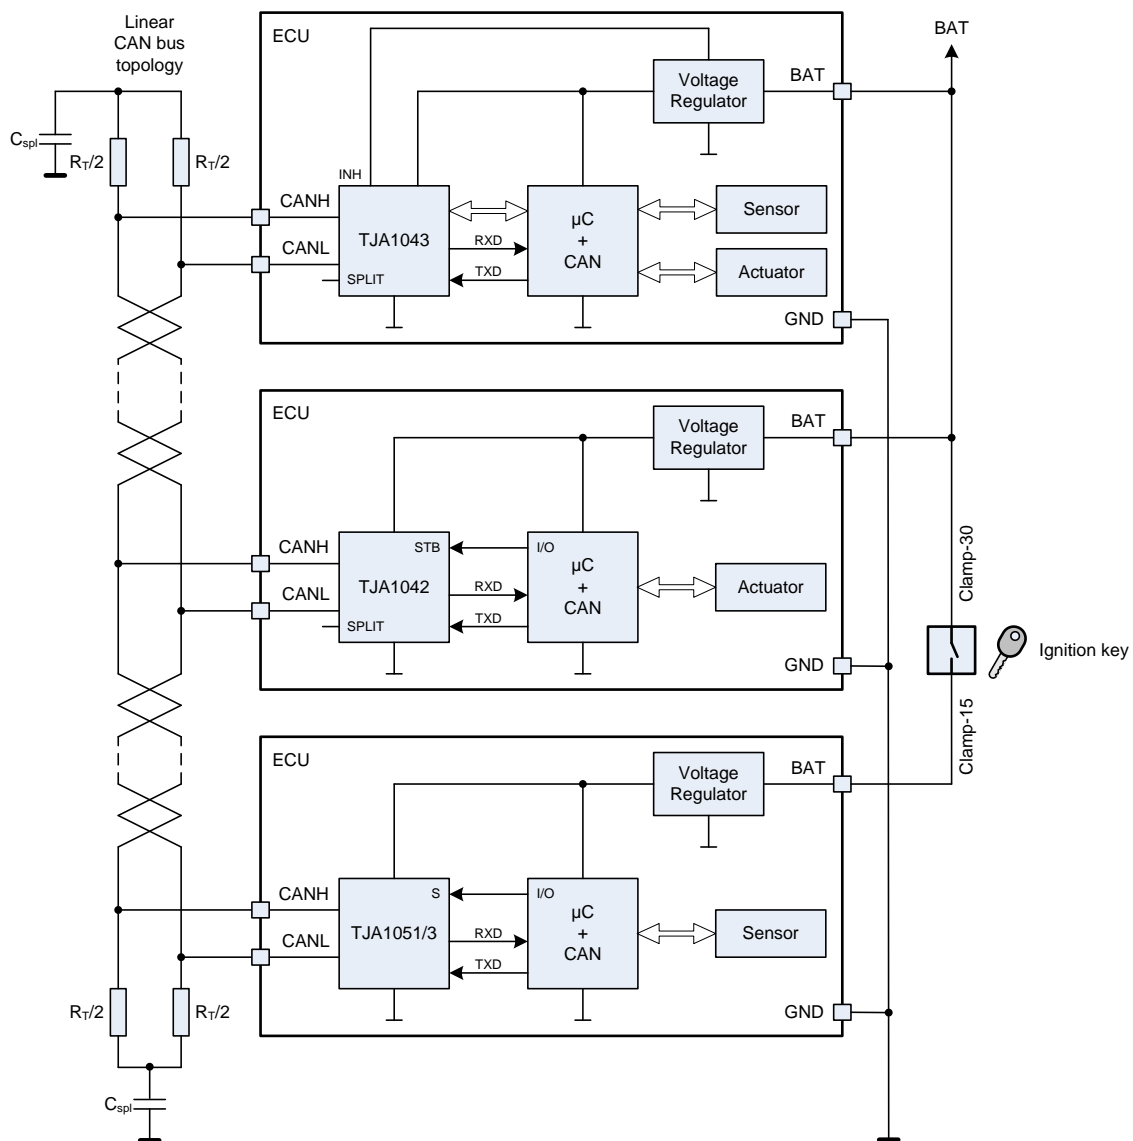 Linear
CAN bus
topology
Cspl
RT/2
RT/2
ECU
INH
Voltage
Regulator
BAT
BAT
CANH
CANL
TJA1043
SPLIT
RXD
TXD
µC
+
CAN
Sensor
Actuator
GND
ECU
Voltage
Regulator
BAT
CANH
CANL
STB
TJA1042
SPLIT
RXD
TXD
I/O
µC
+
CAN
Actuator
GND
Clamp-30
Ignition key
Clamp-15
ECU
Voltage
Regulator
BAT
CANH
CANL
S
TJA1051/3
RXD
TXD
I/O
µC
+
CAN
Sensor
GND
RT/2
RT/2
Cspl